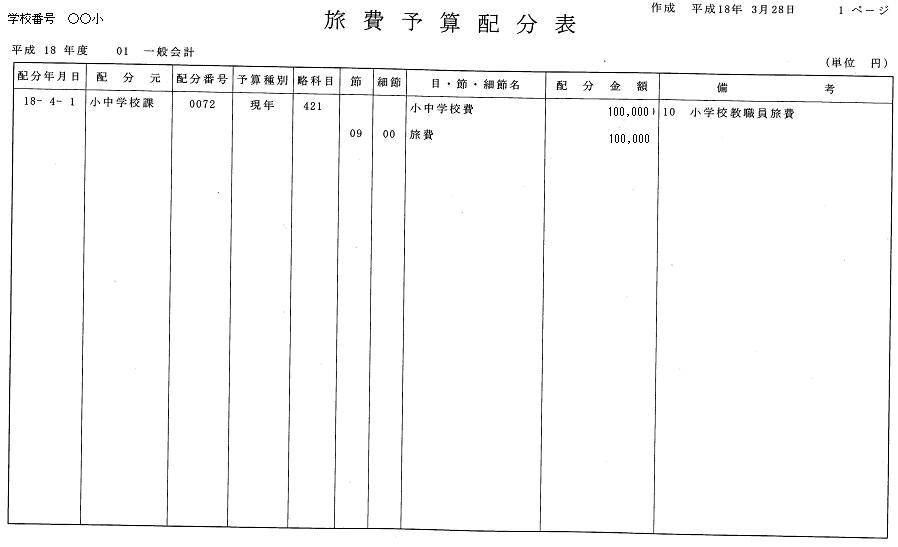 学校番号 〇〇小
旅費予算配分表
作成 平成18年 3月28日 1 ページ
平成 18 年度 01 一般会計
(単位 円)
配分年月日 配分元 配分番号 予算種別 略科目 節 細節 目・節・細節名 配分金額 備考
18- 4- 1 小中学校課 0072 現年 421 小中学校費 100,000 10 小学校教職員旅費
09 00 旅費 100,000